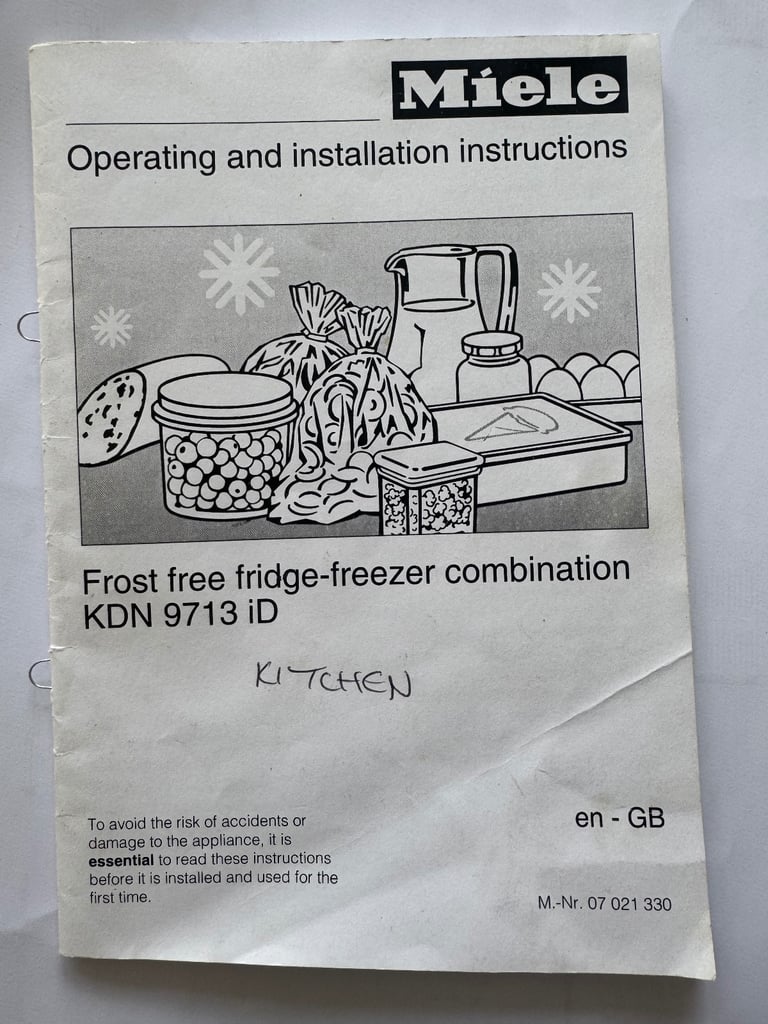 Miele
Operating and installation instructions
Frost free fridge-freezer combination
KDN 9713 iD
KITCHEN
To avoid the risk of accidents or
damage to the appliance, it is
essential to read these instructions
before it is installed and used for the
first time.
en - GB
M.-Nr. 07 021 330